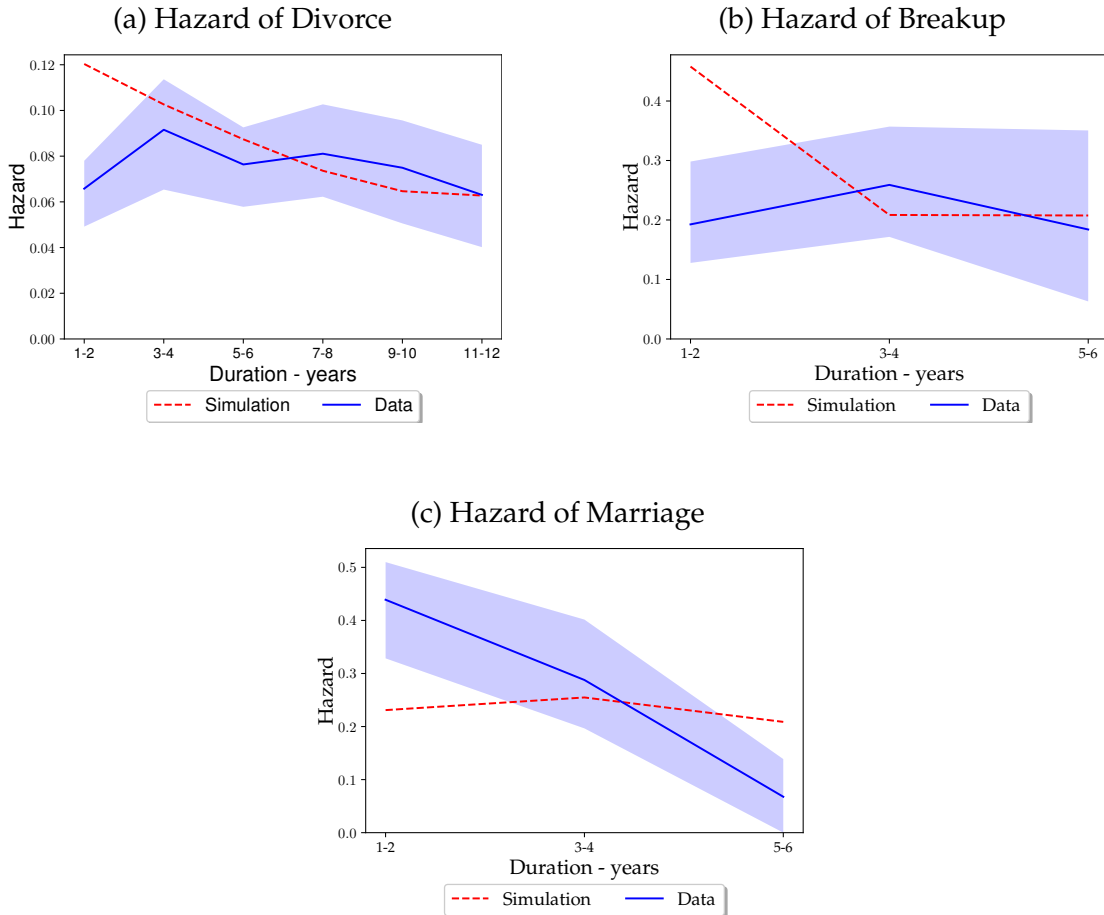 (a) Hazard of Divorce
0.12
0.10
0.08
0.06
0.04
0.02
0.00
Hazard
1-2 3-4 5-6 7-8 9-10 11-12
Duration - years
Simulation Data
(b) Hazard of Breakup
0.4
0.3
0.2
0.1
0.0
Hazard
1-2 3-4 5-6
Duration - years
Simulation Data
(c) Hazard of Marriage
0.5
0.4
0.3
0.2
0.1
0.0
Hazard
1-2 3-4 5-6
Duration - years
Simulation Data